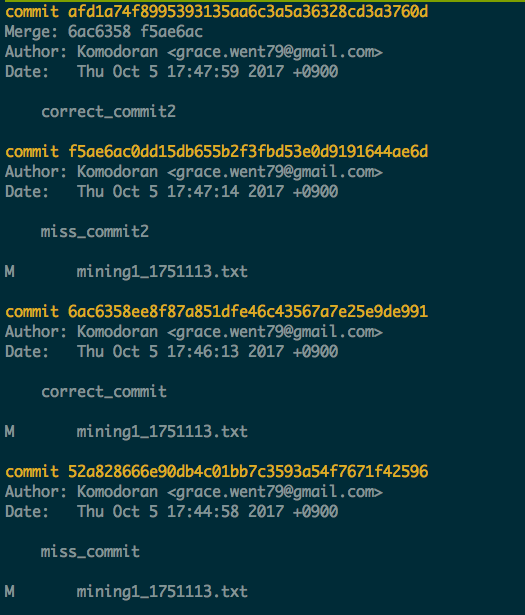 commit afd1a74f8995393135aa6c3a5a36328cd3a3760d
Merge: 6ac6358 f5ae6ac
Author: Komodoran <grace.went79@gmail.com>
Date:   Thu Oct 5 17:47:59 2017 +0900
correct_commit2
commit f5ae6ac0dd15db655b2f3fbd53e0d9191644ae6d
Author: Komodoran <grace.went79@gmail.com>
Date:   Thu Oct 5 17:47:14 2017 +0900
miss_commit2
M       mining1_1751113.txt
commit 6ac6358ee8f87a851dfe46c43567a7e25e9de991
Author: Komodoran <grace.went79@gmail.com>
Date:   Thu Oct 5 17:46:13 2017 +0900
correct_commit
M       mining1_1751113.txt
commit 52a828666e90db4c01bb7c3593a54f7671f42596
Author: Komodoran <grace.went79@gmail.com>
Date:   Thu Oct 5 17:44:58 2017 +0900
miss_commit
M       mining1_1751113.txt